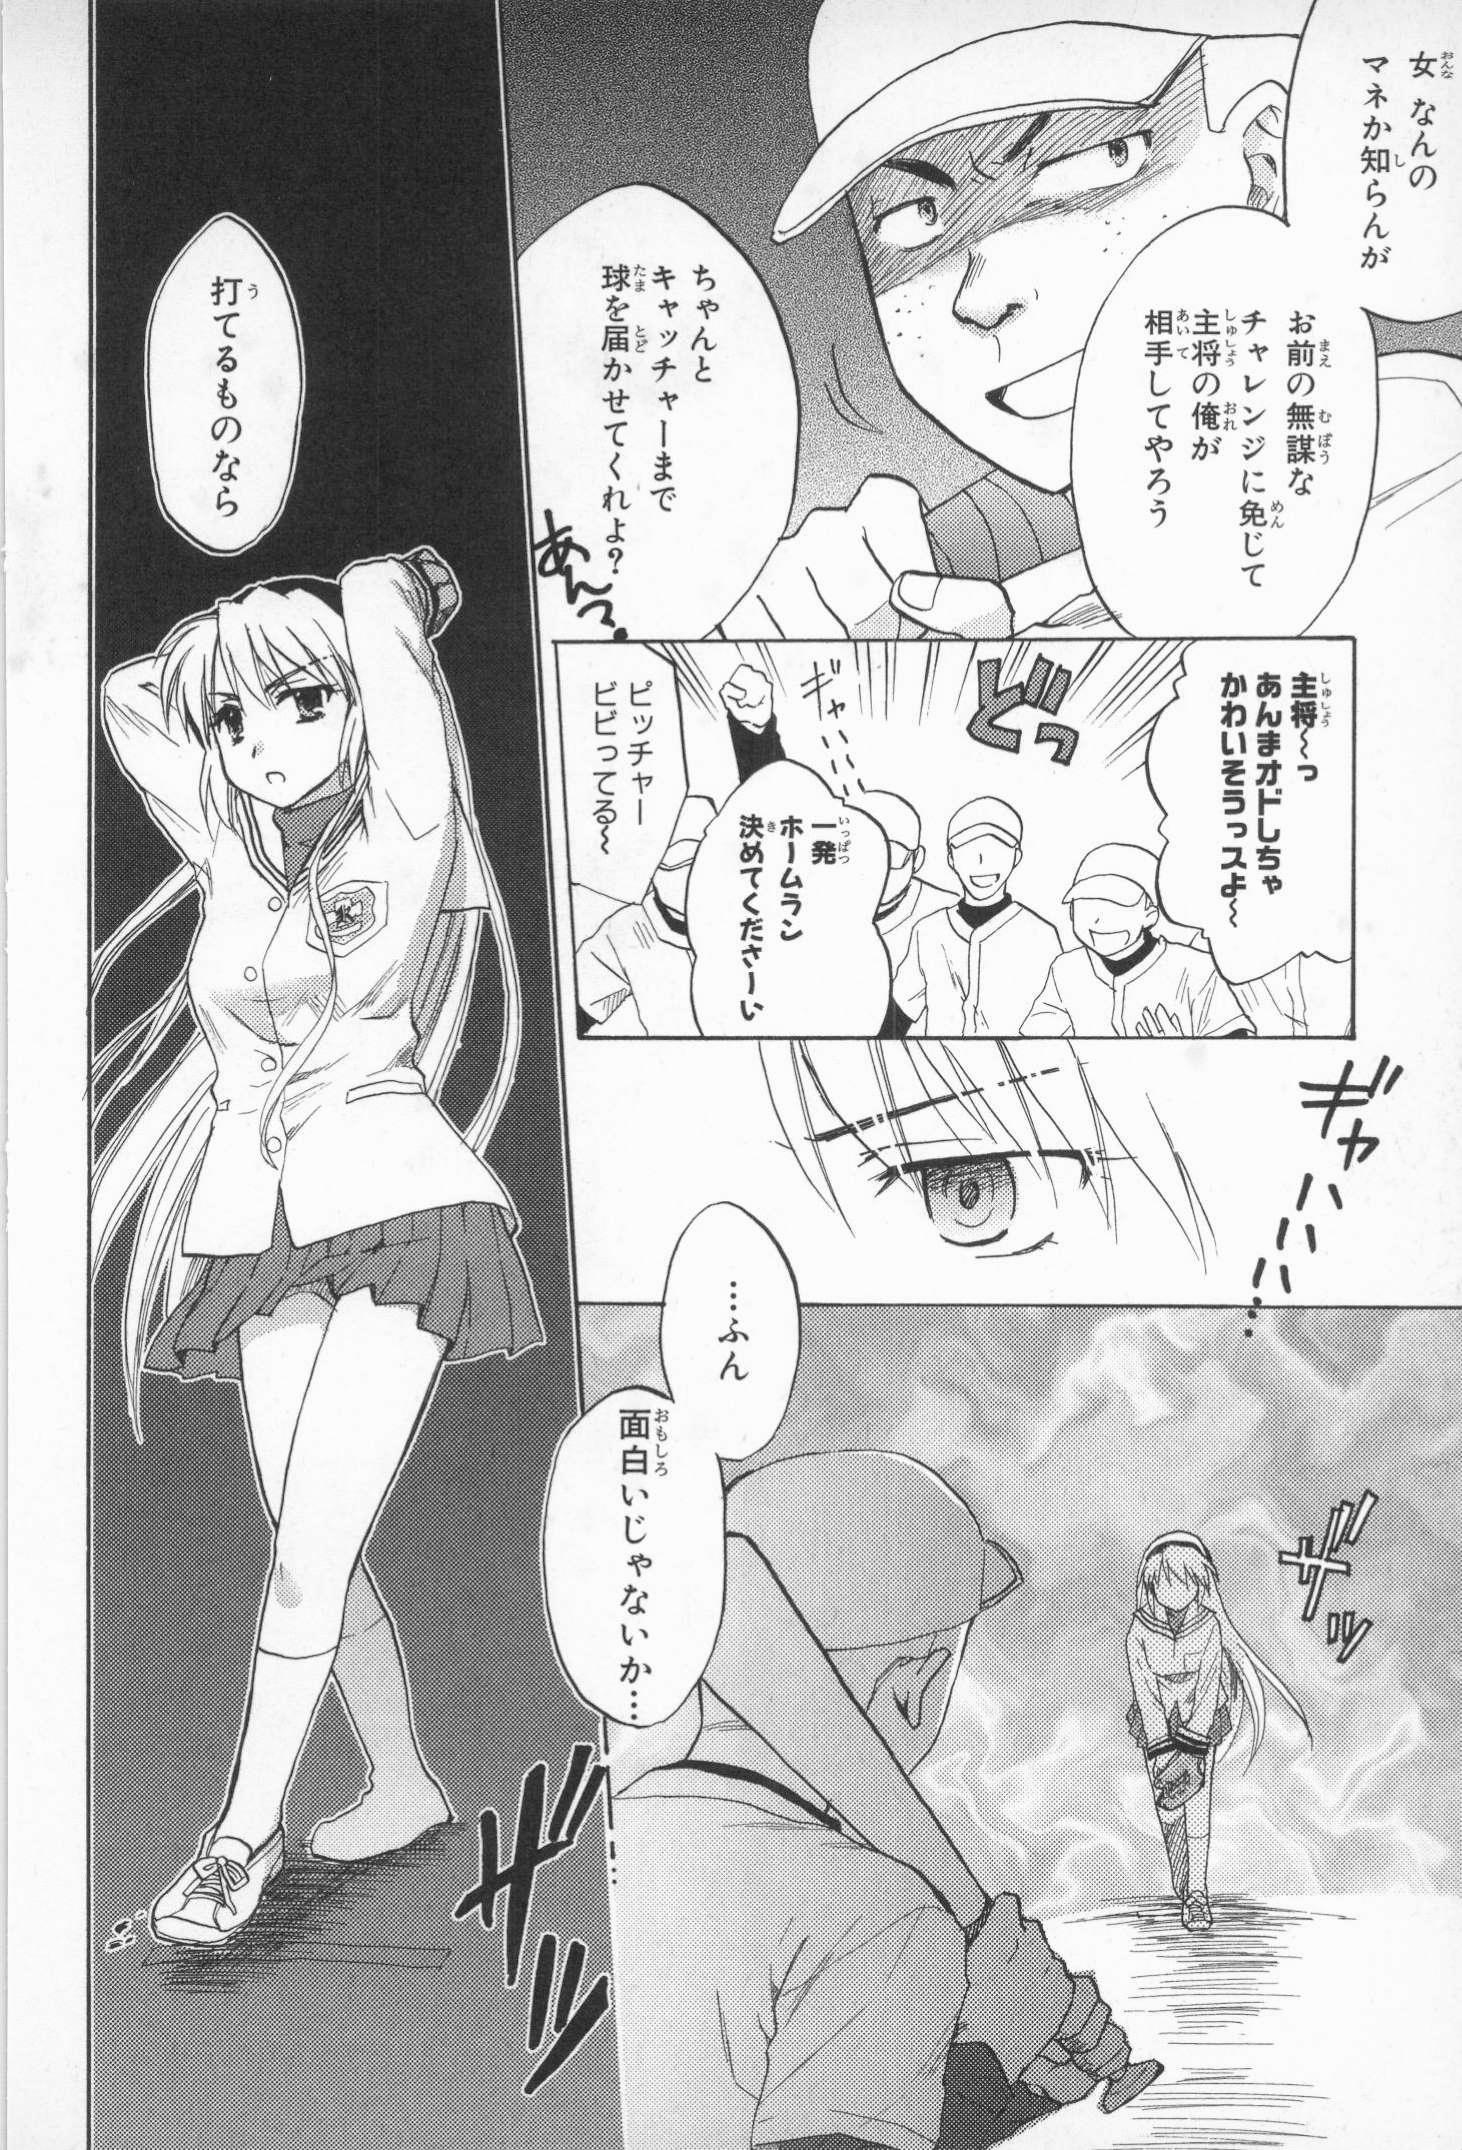 女なんの
マネか知らんが
お前の無謀な
チャレンジに免じて
主将の俺が
相手してやろう
ちゃんと
キャッチャーまで
球を届かせてくれよ?
あんっ.
主将〜っ
あんまオドしちゃ
かわいそうっスよ〜
どっ
ギャ
一発
ホームラン
決めてくださーい
ピッチャー
ビビってる〜
ギャハハハ…
…ふん
面白いじゃないか…
ザッ
打てるものなら
ザッ